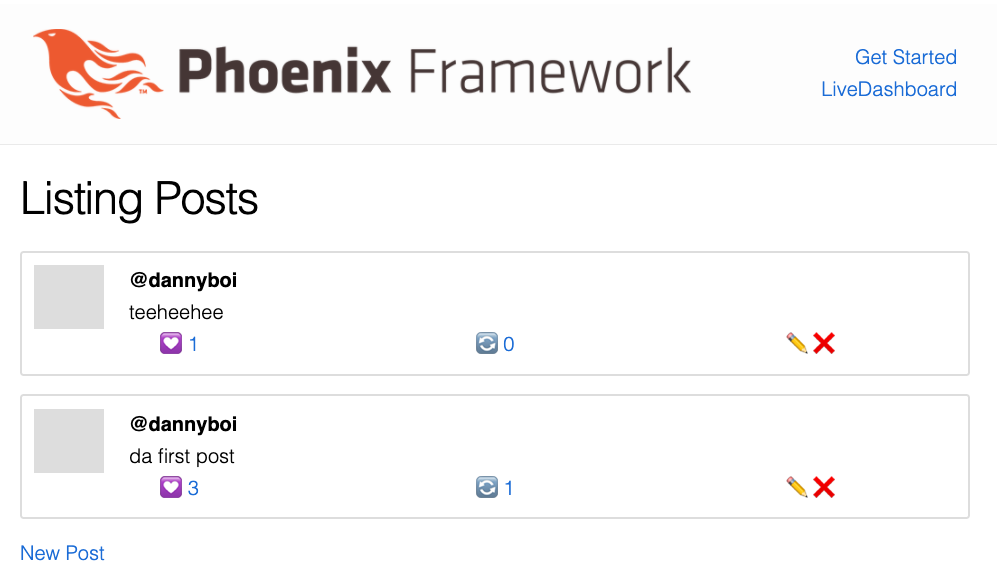 Phoenix Framework
TM
Get Started
LiveDashboard
Listing Posts
@dannyboi
teeheehee
1 0
@dannyboi
da first post
3 1
New Post